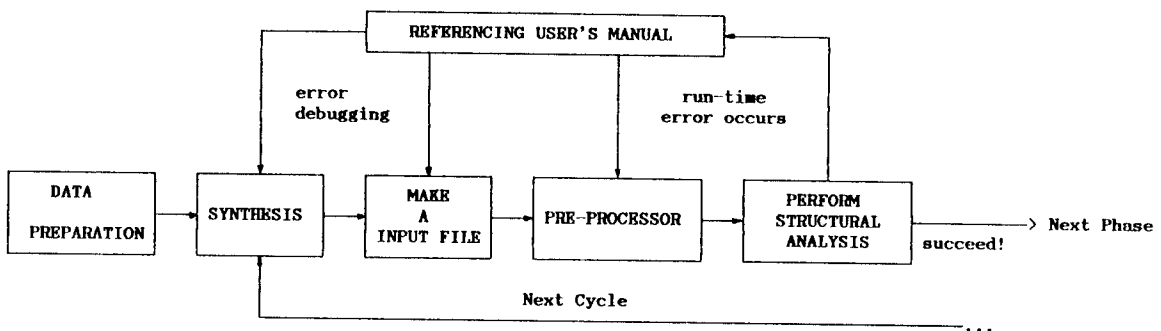 REFERENCING USER'S MANUAL
error
debugging
run-time
error occurs
DATA
PREPARATION
SYNTHESIS
MAKE
A
INPUT FILE
PRE-PROCESSOR
PERFORM
STRUCTURAL
ANALYSIS
Next Phase
succeed!
Next Cycle
...